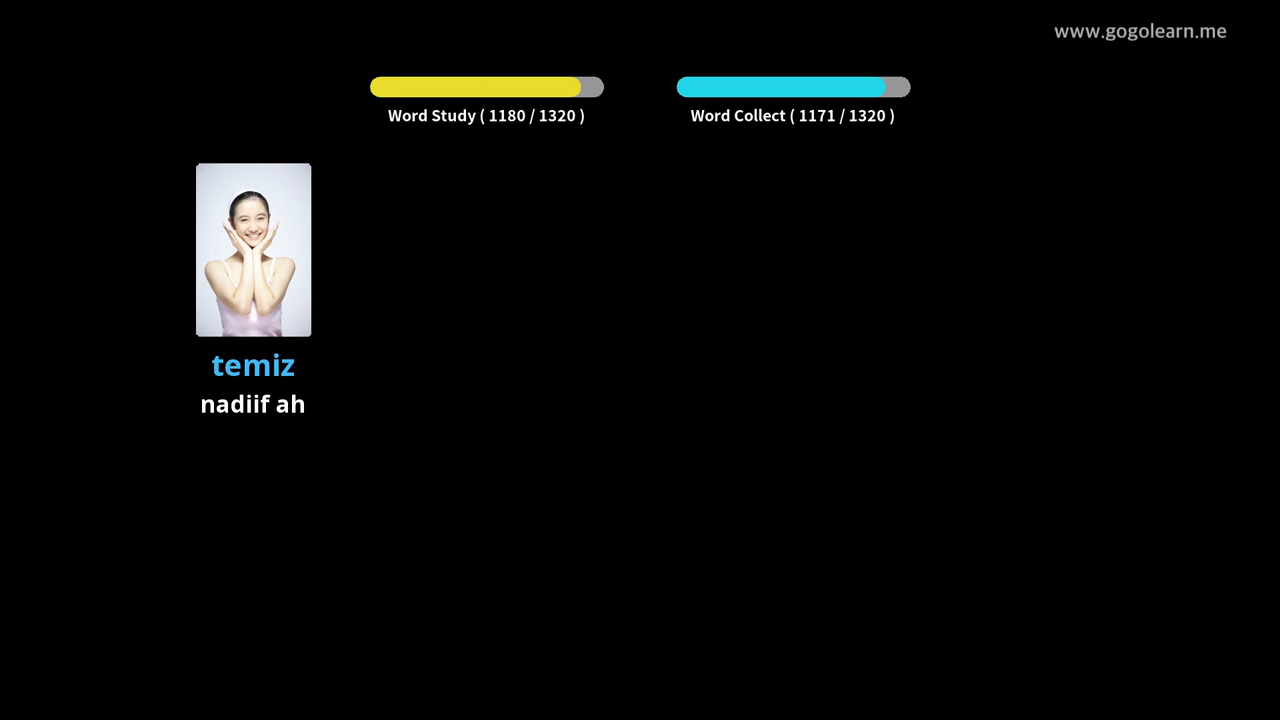 www.gogolearn.me
Word Study ( 1180 / 1320 )
Word Collect ( 1171 / 1320 )
temiz
nadiif ah